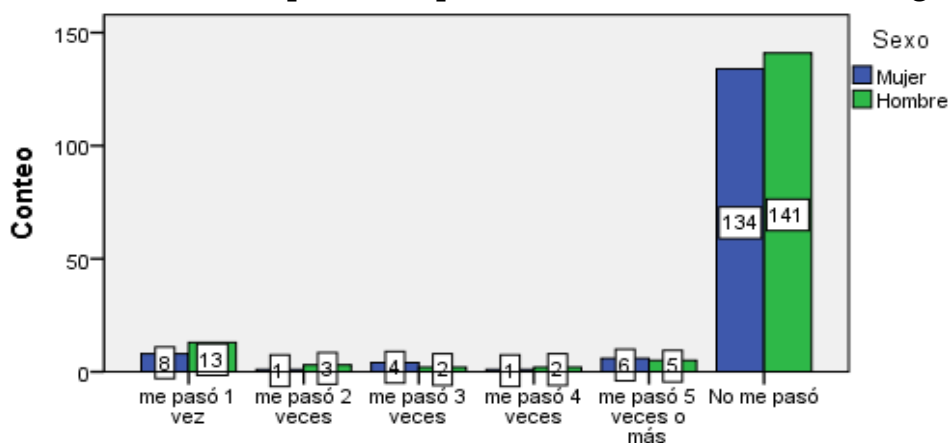 150
Sexo
Mujer
Hombre
100
Conteo
134
141
50
8
13
1
3
4
2
1
2
6
5
0
me pasó 1 vez
me pasó 2 veces
me pasó 3 veces
me pasó 4 veces
me pasó 5 veces o más
No me pasó